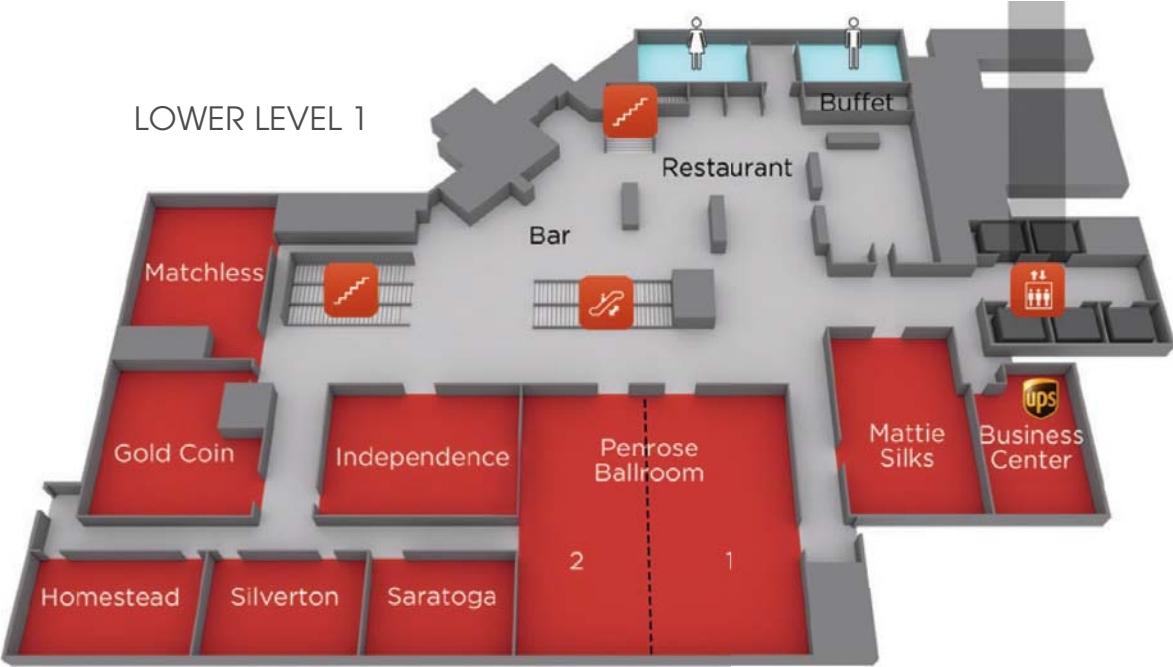 LOWER LEVEL 1
Buffet
Restaurant
Bar
Matchless
Gold Coin
Independence
Penrose
Ballroom
2
1
Mattie
Silks
ups
Business
Center
Homestead
Silverton
Saratoga